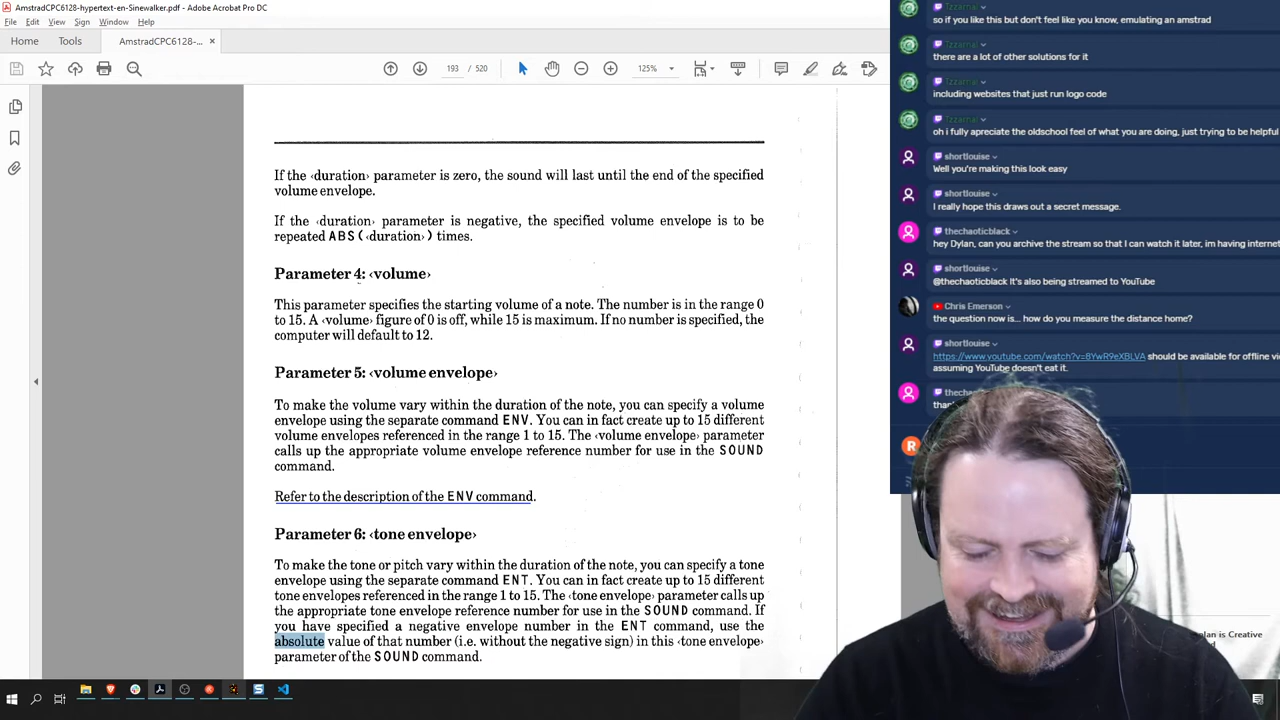 AmstradCPC6128-hypertext-en-Sinewalker.pdf - Adobe Acrobat Pro DC
File Edit View Sign Window Help
Home Tools AmstradCPC6128-... ×
193 / 520 125%
If the ‹duration› parameter is zero, the sound will last until the end of the specified
volume envelope.
If the ‹duration› parameter is negative, the specified volume envelope is to be
repeated ABS(‹duration›) times.
Parameter 4: ‹volume›
This parameter specifies the starting volume of a note. The number is in the range 0
to 15. A ‹volume› figure of 0 is off, while 15 is maximum. If no number is specified, the
computer will default to 12.
Parameter 5: ‹volume envelope›
To make the volume vary within the duration of the note, you can specify a volume
envelope using the separate command ENV. You can in fact create up to 15 different
volume envelopes referenced in the range 1 to 15. The ‹volume envelope› parameter
calls up the appropriate volume envelope reference number for use in the SOUND
command.
Refer to the description of the ENV command.
Parameter 6: ‹tone envelope›
To make the tone or pitch vary within the duration of the note, you can specify a tone
envelope using the separate command ENT. You can in fact create up to 15 different
tone envelopes referenced in the range 1 to 15. The ‹tone envelope› parameter calls up
the appropriate tone envelope reference number for use in the SOUND command. If
you have specified a negative envelope number in the ENT command, use the
absolute value of that number (i.e. without the negative sign) in this ‹tone envelope›
parameter of the SOUND command.
so if you like this but don't feel like you know, emulating an amstrad
there are a lot of other solutions for it
including websites that just run logo code
oh i fully apreciate the oldschool feel of what you are doing, just trying to be helpful
shortlouise
Well you're making this look easy
shortlouise
I really hope this draws out a secret message.
thechaoticblack
hey Dylan, can you archive the stream so that I can watch it later, im having internet
shortlouise
@thechaoticblack It's also being streamed to YouTube
Chris Emerson
the question now is... how do you measure the distance home?
shortlouise
https://www.youtube.com/watch?v=8YwR9eXBLVA should be available for offline
assuming YouTube doesn't eat it.
plan is Creative